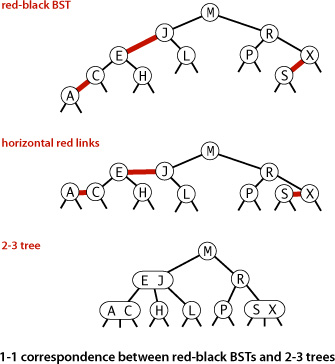 red-black BST
M
J R
E L P X
C H S
A
horizontal red links
M
E J R
A C H L P S X
2-3 tree
M
E J R
A C H L P S X
1-1 correspondence between red-black BSTs and 2-3 trees